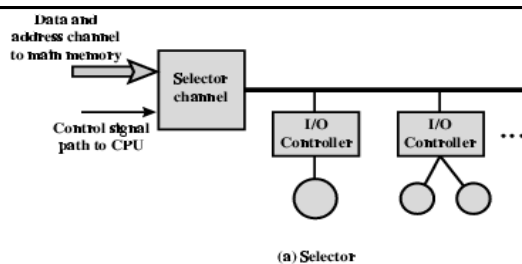 Data and
address channel
to main memory
Selector
channel
Control signal
path to CPU
I/O
Controller
I/O
Controller
...
(a) Selector